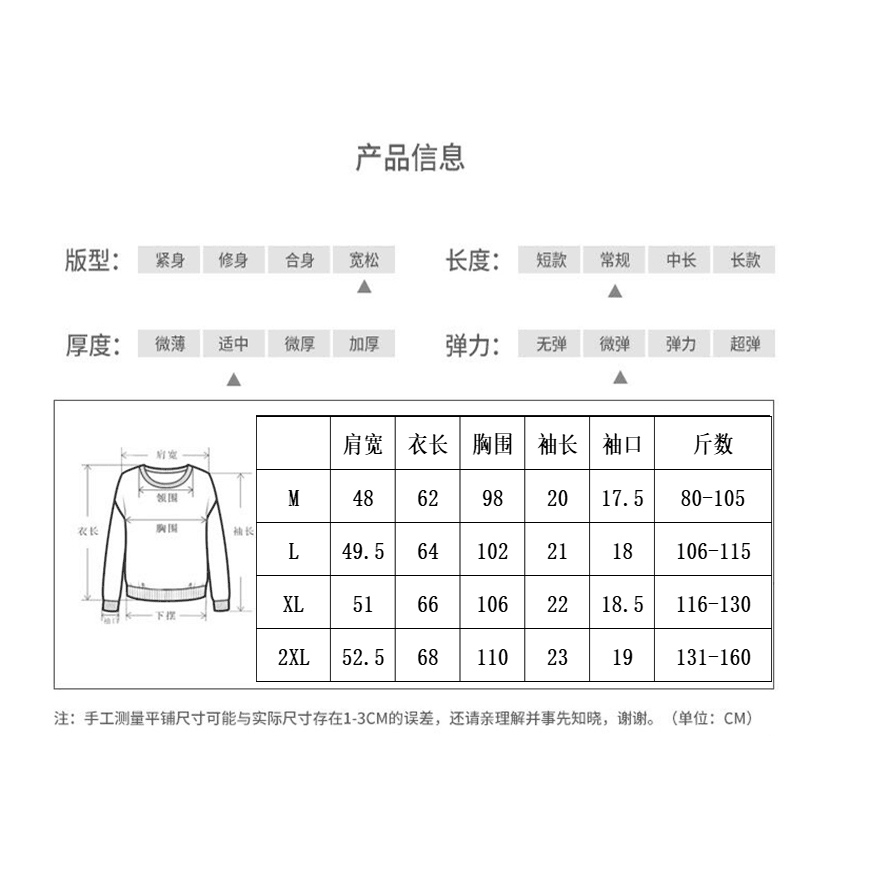 产品信息
版型： 紧身 修身 合身 宽松
长度： 短款 常规 中长 长款
厚度： 微薄 适中 微厚 加厚
弹力： 无弹 微弹 弹力 超弹
肩宽
领围
胸围
衣长
袖长
下摆
袖口
肩宽 衣长 胸围 袖长 袖口 斤数
M 48 62 98 20 17.5 80-105
L 49.5 64 102 21 18 106-115
XL 51 66 106 22 18.5 116-130
2XL 52.5 68 110 23 19 131-160
注：手工测量平铺尺寸可能与实际尺寸存在1-3CM的误差，还请亲理解并事先知晓，谢谢。（单位：CM）